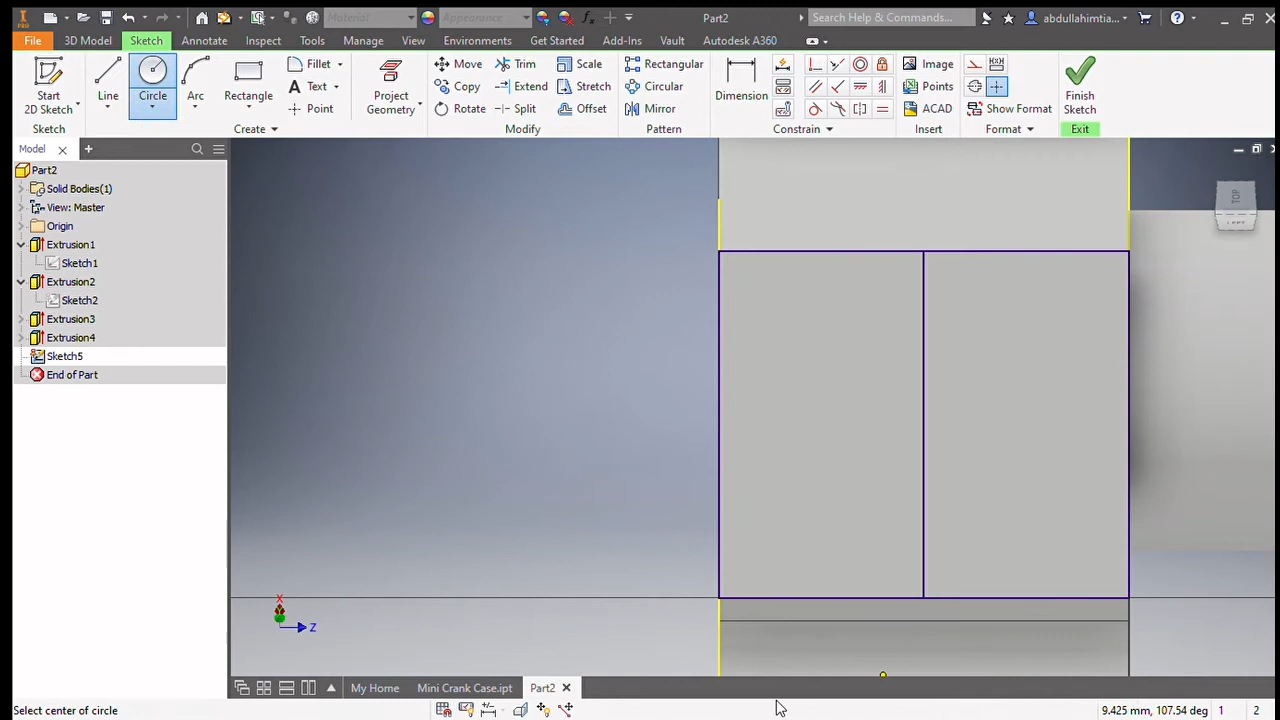 PRO
Material
Appearance
fx
Part2
Search Help & Commands...
abdullahimtia...
File
3D Model
Sketch
Annotate
Inspect
Tools
Manage
View
Environments
Get Started
Add-Ins
Vault
Autodesk A360
Start
2D Sketch
Line
Circle
Arc
Rectangle
Fillet
Text
Point
Project
Geometry
Move
Copy
Rotate
Trim
Extend
Split
Scale
Stretch
Offset
Rectangular
Circular
Mirror
Dimension
Image
Points
ACAD
Show Format
Finish
Sketch
Sketch
Create
Modify
Pattern
Constrain
Insert
Format
Exit
Model
Part2
Solid Bodies(1)
View: Master
Origin
Extrusion1
Sketch1
Extrusion2
Sketch2
Extrusion3
Extrusion4
Sketch5
End of Part
TOP
X
Z
My Home
Mini Crank Case.ipt
Part2
Select center of circle
9.425 mm, 107.54 deg 1 2